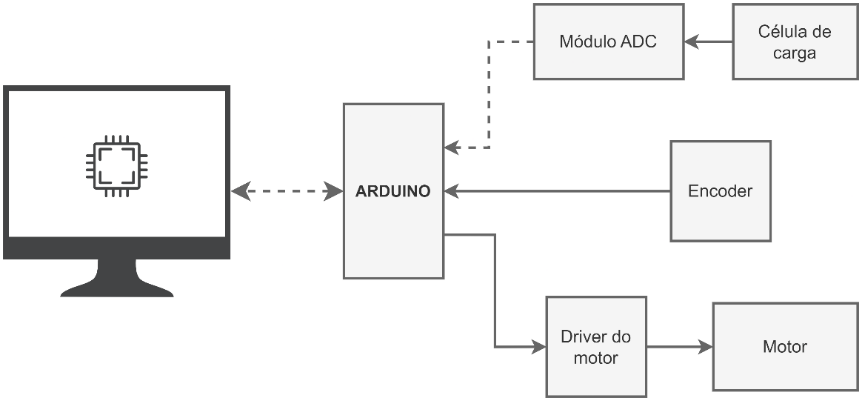 Módulo ADC
Célula de
carga
ARDUINO
Encoder
Driver do
motor
Motor